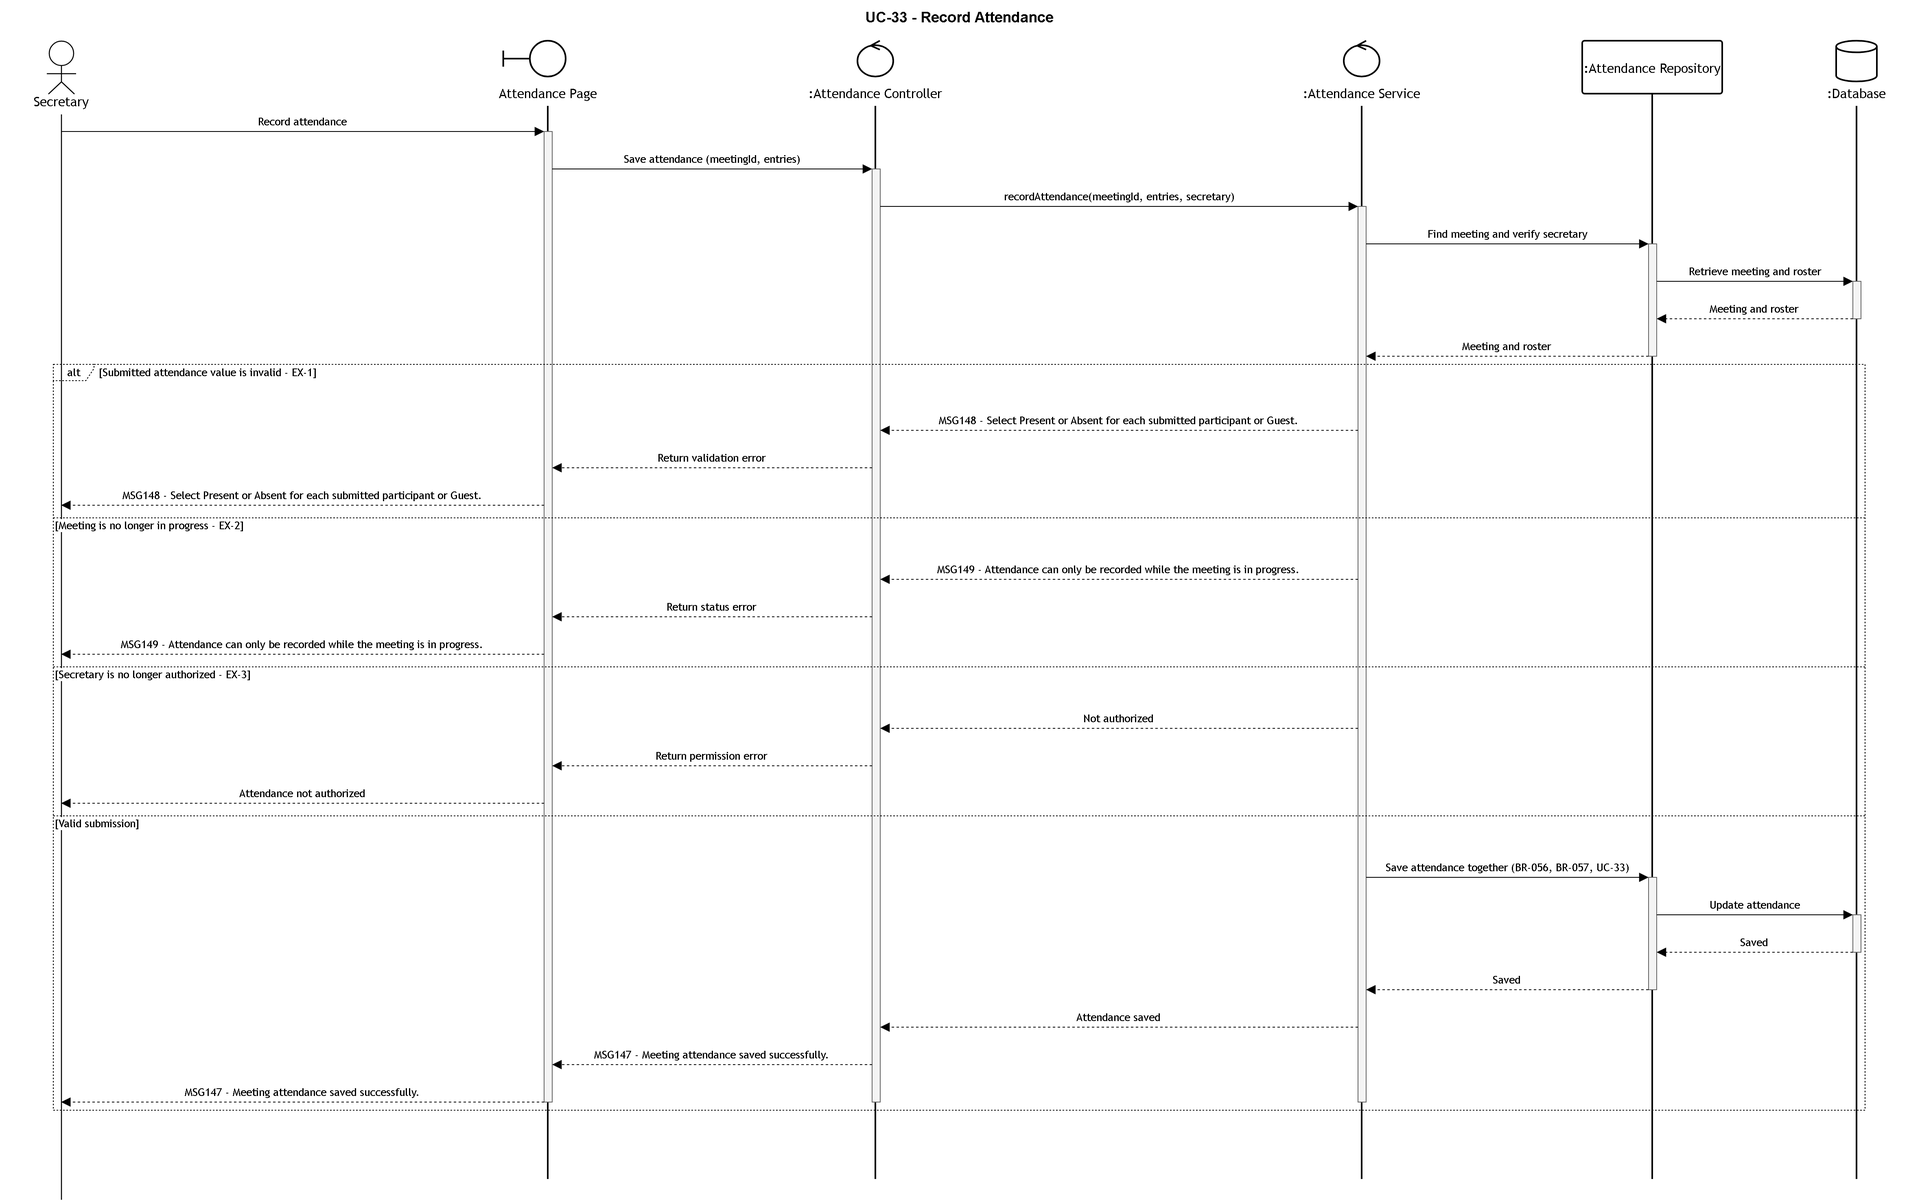 UC-33 - Record Attendance
Secretary
Attendance Page
:Attendance Controller
:Attendance Service
:Attendance Repository
:Database
Record attendance
Save attendance (meetingId, entries)
recordAttendance(meetingId, entries, secretary)
Find meeting and verify secretary
Retrieve meeting and roster
Meeting and roster
Meeting and roster
alt
[Submitted attendance value is invalid - EX-1]
MSG148 - Select Present or Absent for each submitted participant or Guest.
Return validation error
MSG148 - Select Present or Absent for each submitted participant or Guest.
[Meeting is no longer in progress - EX-2]
MSG149 - Attendance can only be recorded while the meeting is in progress.
Return status error
MSG149 - Attendance can only be recorded while the meeting is in progress.
[Secretary is no longer authorized - EX-3]
Not authorized
Return permission error
Attendance not authorized
[Valid submission]
Save attendance together (BR-056, BR-057, UC-33)
Update attendance
Saved
Saved
Attendance saved
MSG147 - Meeting attendance saved successfully.
MSG147 - Meeting attendance saved successfully.